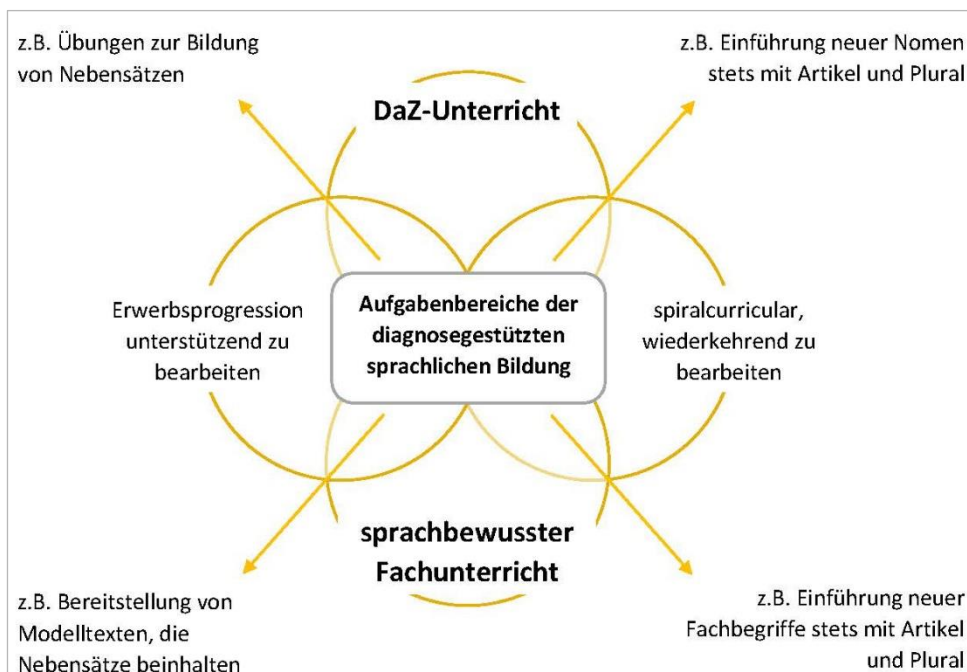 z.B. Übungen zur Bildung
von Nebensätzen
z.B. Einführung neuer Nomen
stets mit Artikel und Plural
DaZ-Unterricht
Erwerbsprogression
unterstützend zu
bearbeiten
Aufgabenbereiche der
diagnosegestützten
sprachlichen Bildung
spiralcurricular,
wiederkehrend zu
bearbeiten
sprachbewusster
Fachunterricht
z.B. Bereitstellung von
Modelltexten, die
Nebensätze beinhalten
z.B. Einführung neuer
Fachbegriffe stets mit Artikel
und Plural